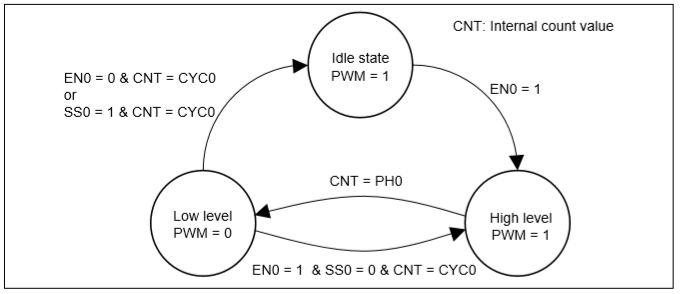 CNT: Internal count value
Idle state
PWM = 1
EN0 = 0 & CNT = CYC0
or
SS0 = 1 & CNT = CYC0
EN0 = 1
CNT = PH0
Low level
PWM = 0
High level
PWM = 1
EN0 = 1 & SS0 = 0 & CNT = CYC0